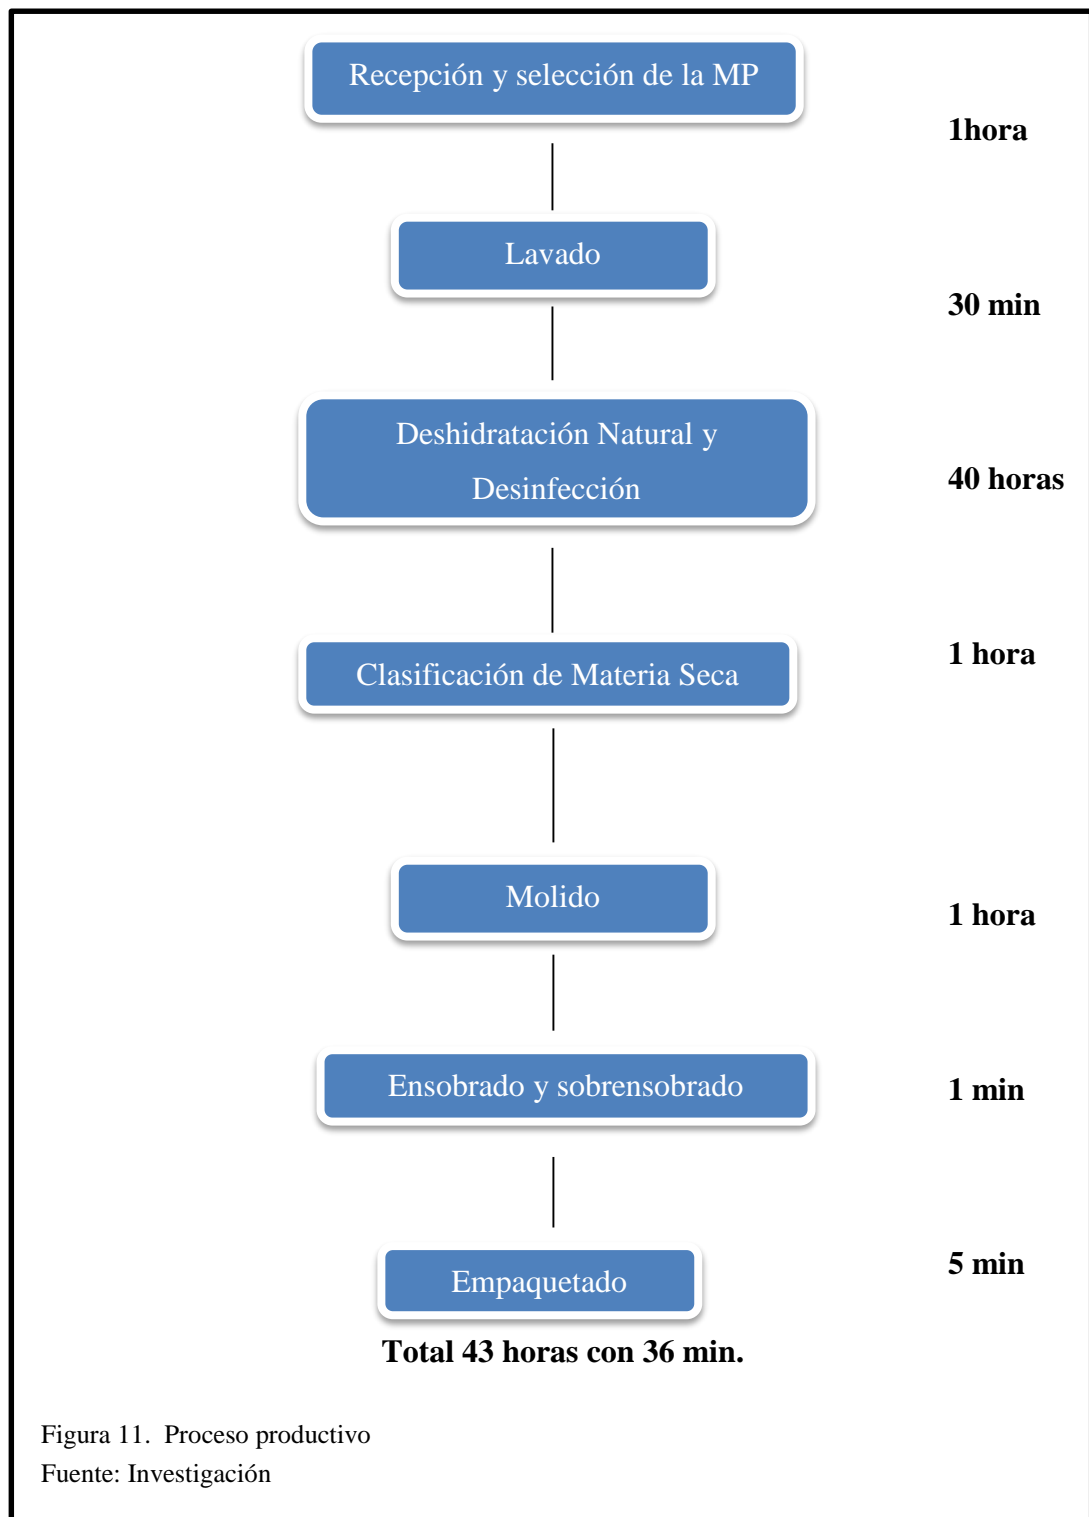 Recepción y selección de la MP
1hora
Lavado
30 min
Deshidratación Natural y
Desinfección
40 horas
Clasificación de Materia Seca
1 hora
Molido
1 hora
Ensobrado y sobrensobrado
1 min
Empaquetado
5 min
Total 43 horas con 36 min.
Figura 11.  Proceso productivo
Fuente: Investigación